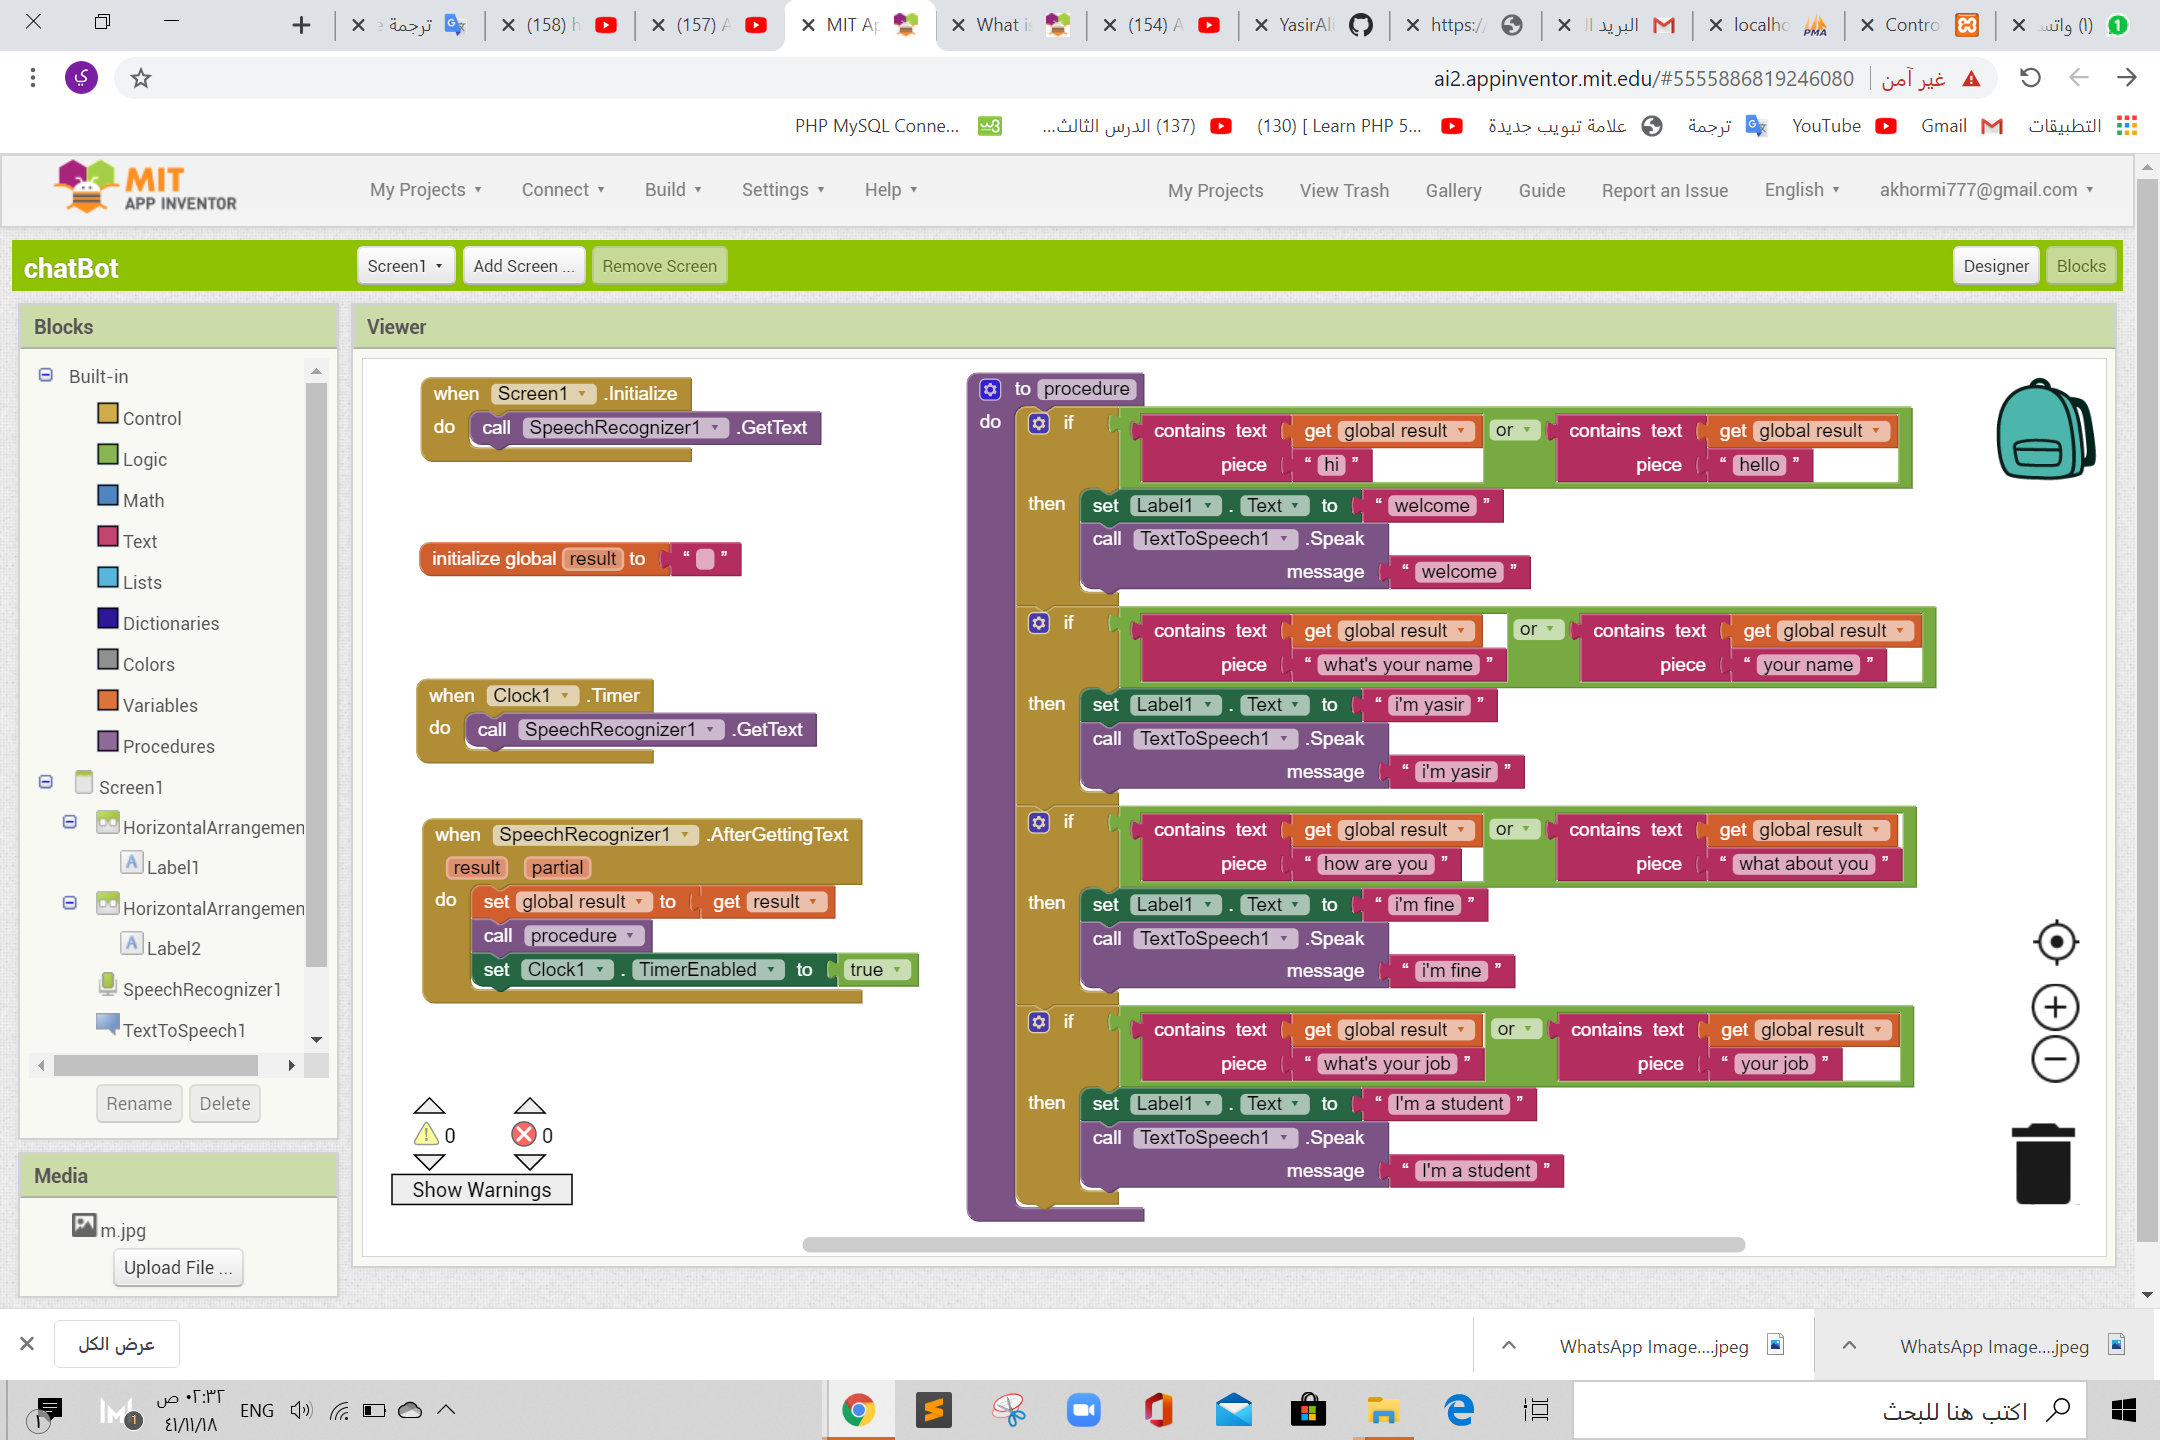 ترجمة
(158) h
(157) A
MIT Ap
What i
(154) A
YasirAli
https:/
البريد ال
localho
Contro
(١) واتس
ai2.appinventor.mit.edu/#5555886819246080
غير آمن
PHP MySQL Conne...
(137) الدرس الثالث...
(130) [ Learn PHP 5...
علامة تبويب جديدة
ترجمة
YouTube
Gmail
التطبيقات
MIT
APP INVENTOR
My Projects
Connect
Build
Settings
Help
My Projects
View Trash
Gallery
Guide
Report an Issue
English
akhormi777@gmail.com
chatBot
Screen1
Add Screen ...
Remove Screen
Designer
Blocks
Blocks
Built-in
Control
Logic
Math
Text
Lists
Dictionaries
Colors
Variables
Procedures
Screen1
HorizontalArrangemen
Label1
HorizontalArrangemen
Label2
SpeechRecognizer1
TextToSpeech1
Rename
Delete
Media
m.jpg
Upload File ...
Viewer
when Screen1 .Initialize
do call SpeechRecognizer1 .GetText
initialize global result to “ ”
when Clock1 .Timer
do call SpeechRecognizer1 .GetText
when SpeechRecognizer1 .AfterGettingText
result partial
do set global result to get result
call procedure
set Clock1 . TimerEnabled to true
0
0
Show Warnings
to procedure
do if contains text get global result or contains text get global result
piece “ hi ” piece “ hello ”
then set Label1 . Text to “ welcome ”
call TextToSpeech1 .Speak
message “ welcome ”
if contains text get global result or contains text get global result
piece “ what's your name ” piece “ your name ”
then set Label1 . Text to “ i'm yasir ”
call TextToSpeech1 .Speak
message “ i'm yasir ”
if contains text get global result or contains text get global result
piece “ how are you ” piece “ what about you ”
then set Label1 . Text to “ i'm fine ”
call TextToSpeech1 .Speak
message “ i'm fine ”
if contains text get global result or contains text get global result
piece “ what's your job ” piece “ your job ”
then set Label1 . Text to “ I'm a student ”
call TextToSpeech1 .Speak
message “ I'm a student ”
عرض الكل
WhatsApp Image....jpeg
WhatsApp Image....jpeg
٠٢:٣٢ ص
٤١/١١/١٨
ENG
اكتب هنا للبحث